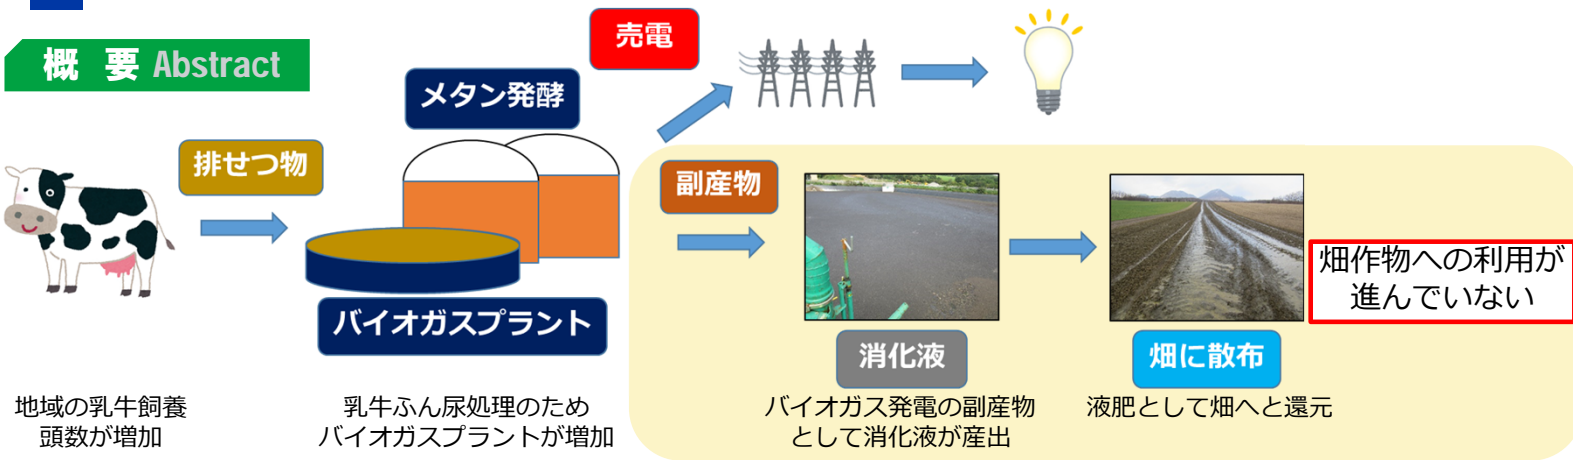 概 要 Abstract
売電
メタン発酵
排せつ物
副産物
バイオガスプラント
消化液
畑に散布
畑作物への利用が
進んでいない
地域の乳牛飼養
頭数が増加
乳牛ふん尿処理のため
バイオガスプラントが増加
バイオガス発電の副産物
として消化液が産出
液肥として畑へと還元